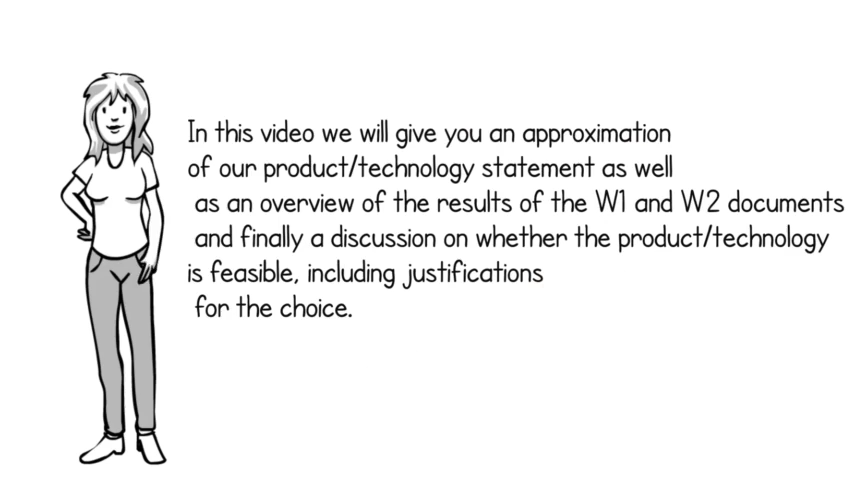 In this video we will give you an approximation
of our product/technology statement as well
as an overview of the results of the W1 and W2 documents
and finally a discussion on whether the product/technology
is feasible, including justifications
for the choice.